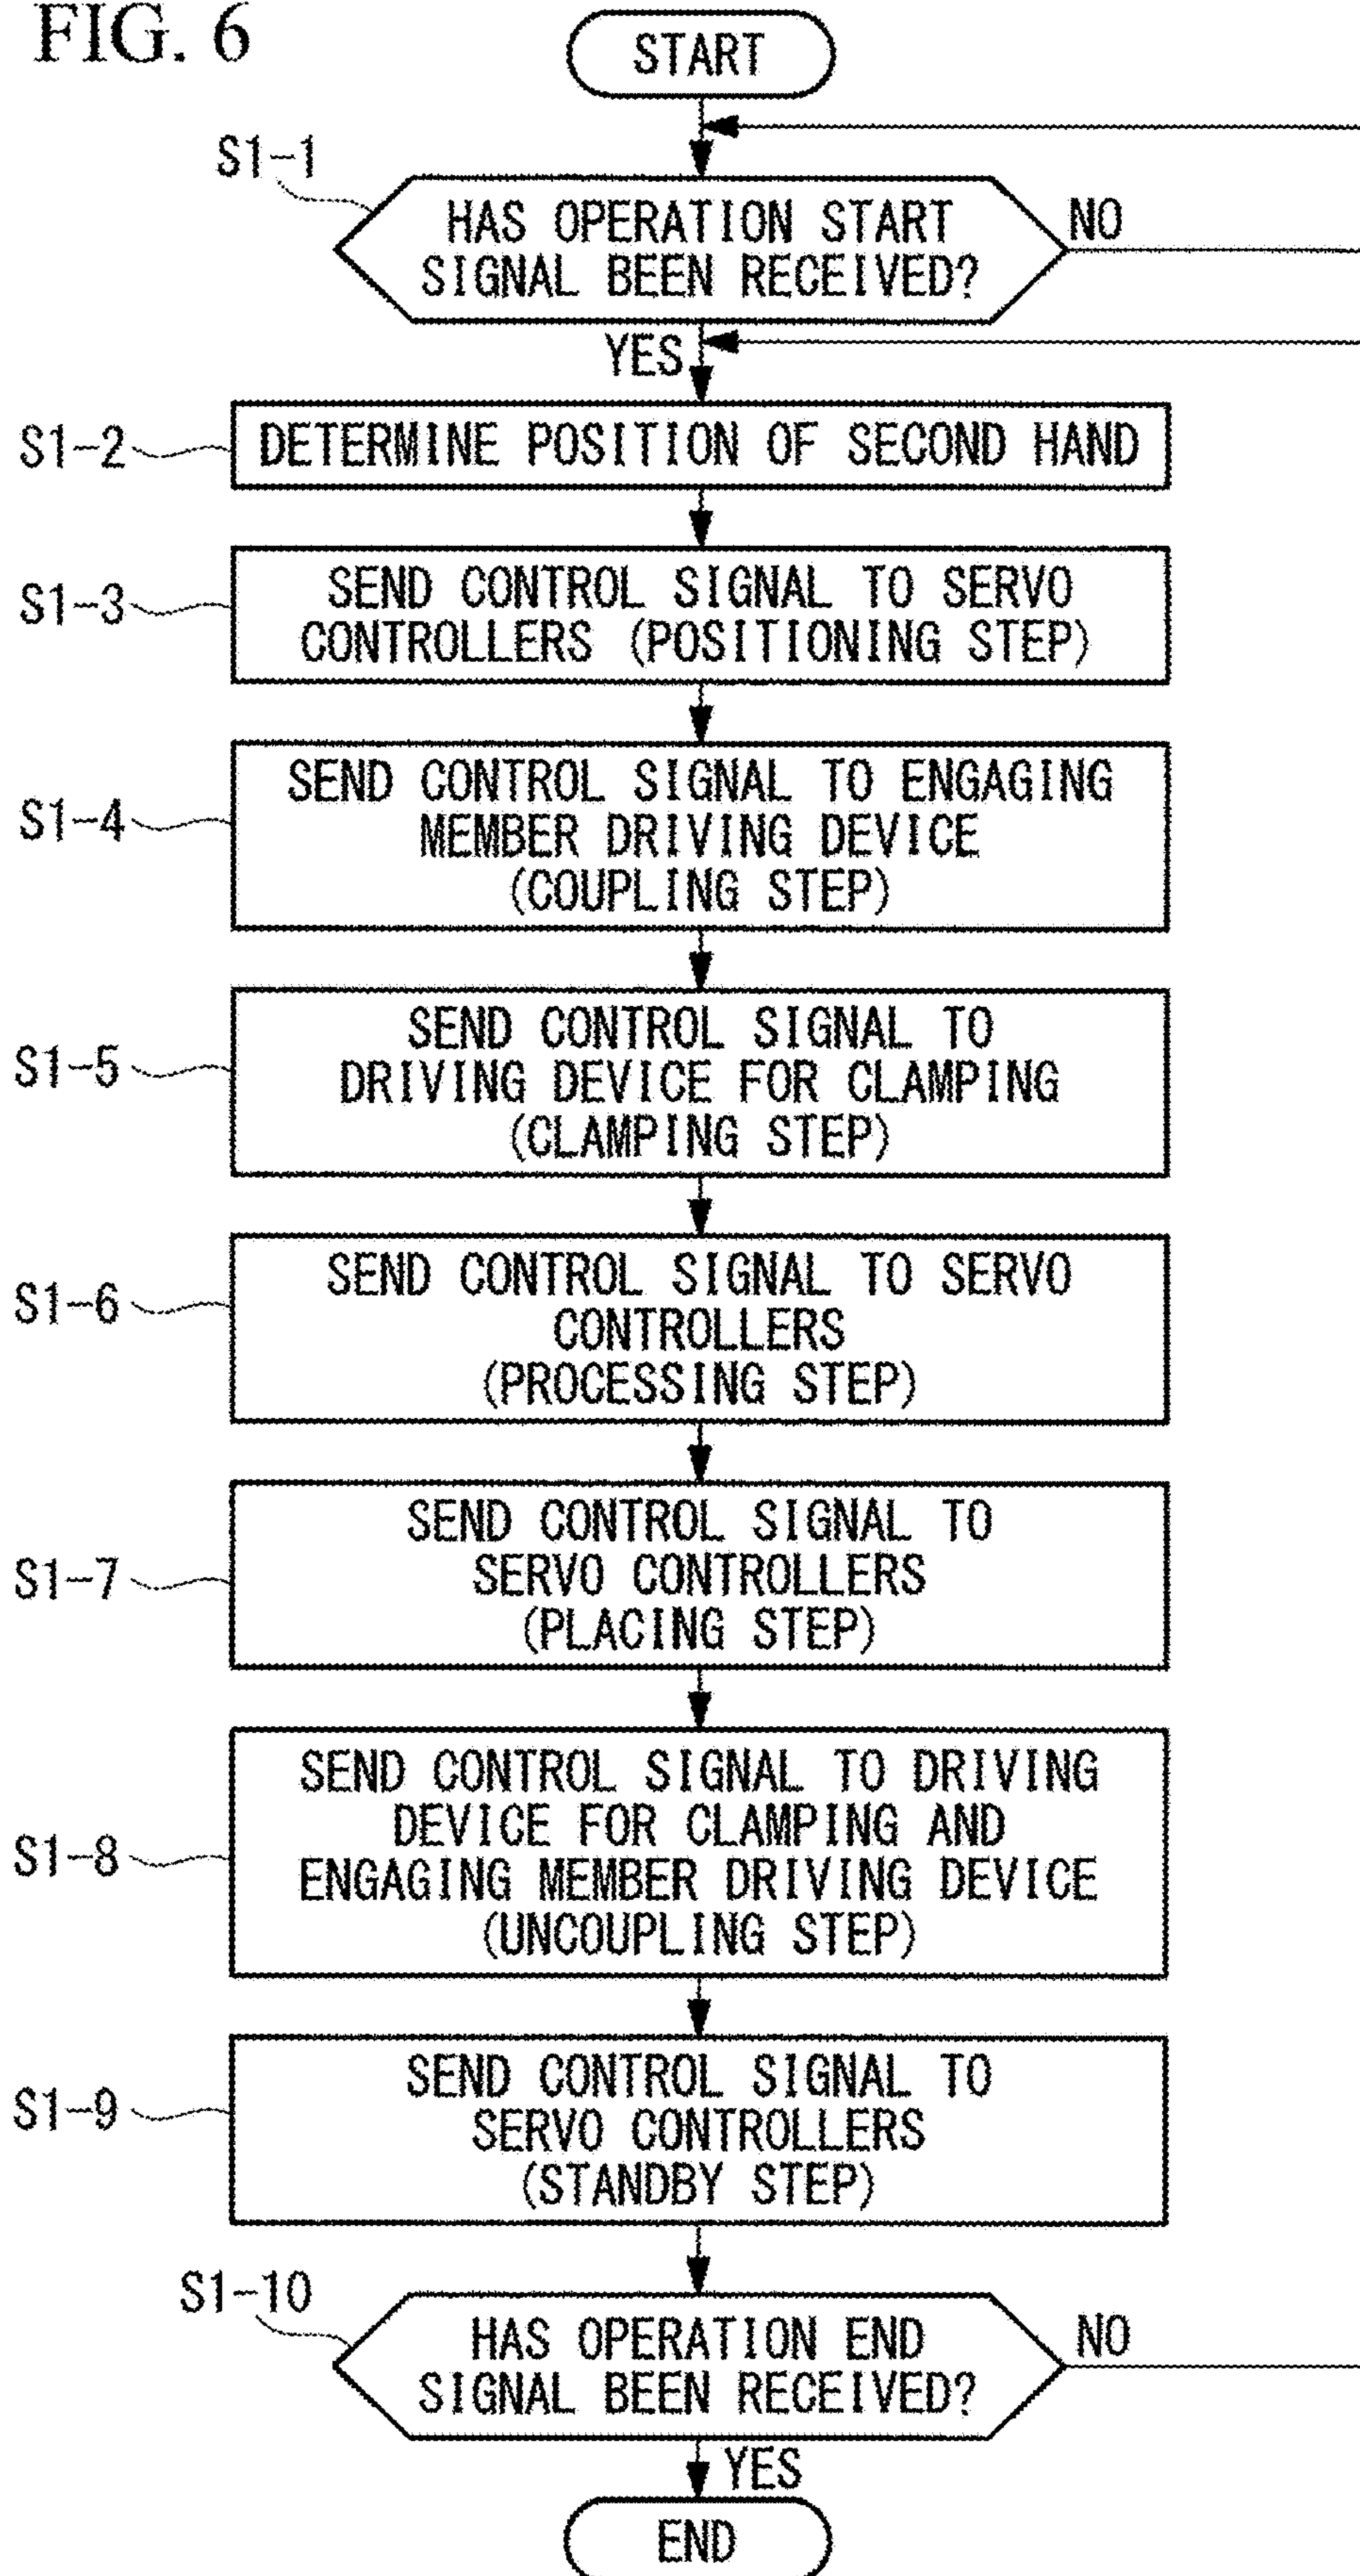 FIG. 6
START
S1-1
HAS OPERATION START
SIGNAL BEEN RECEIVED?
NO
YES
S1-2
DETERMINE POSITION OF SECOND HAND
S1-3
SEND CONTROL SIGNAL TO SERVO
CONTROLLERS (POSITIONING STEP)
S1-4
SEND CONTROL SIGNAL TO ENGAGING
MEMBER DRIVING DEVICE
(COUPLING STEP)
S1-5
SEND CONTROL SIGNAL TO
DRIVING DEVICE FOR CLAMPING
(CLAMPING STEP)
S1-6
SEND CONTROL SIGNAL TO SERVO
CONTROLLERS
(PROCESSING STEP)
S1-7
SEND CONTROL SIGNAL TO
SERVO CONTROLLERS
(PLACING STEP)
S1-8
SEND CONTROL SIGNAL TO DRIVING
DEVICE FOR CLAMPING AND
ENGAGING MEMBER DRIVING DEVICE
(UNCOUPLING STEP)
S1-9
SEND CONTROL SIGNAL TO
SERVO CONTROLLERS
(STANDBY STEP)
S1-10
HAS OPERATION END
SIGNAL BEEN RECEIVED?
NO
YES
END